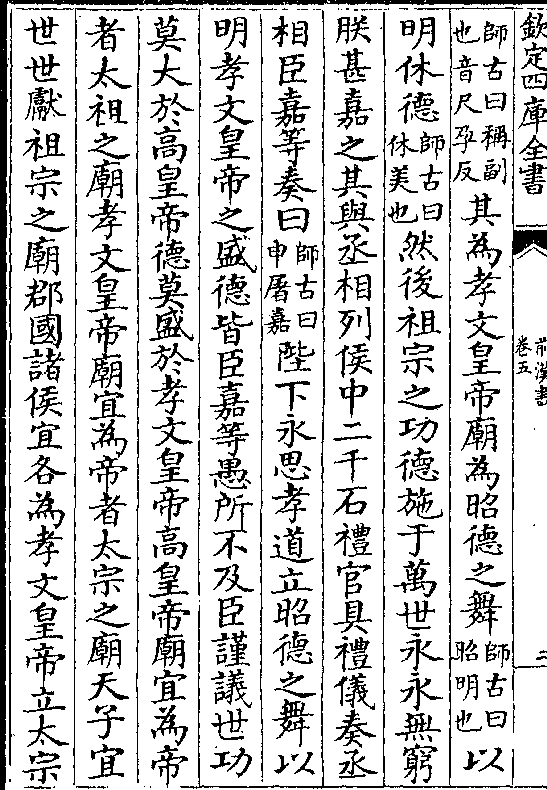 欽定四庫全書
前漢書
卷五
二
師古曰稱副
也音尺孕反
其為孝文皇帝廟為昭德之舞
師古曰
昭明也
以
明休德
師古曰
休美也
然後祖宗之功德施于萬世永永無窮
朕甚嘉之其與丞相列侯中二千石禮官具禮儀奏丞
相臣嘉等奏曰
師古曰
申屠嘉
陛下永思孝道立昭德之舞以
明孝文皇帝之盛德皆臣嘉等愚所不及臣謹議世功
莫大於高皇帝德莫盛於孝文皇帝高皇帝廟宜為帝
者太祖之廟孝文皇帝廟宜為帝者太宗之廟天子宜
世世獻祖宗之廟郡國諸侯宜各為孝文皇帝立太宗